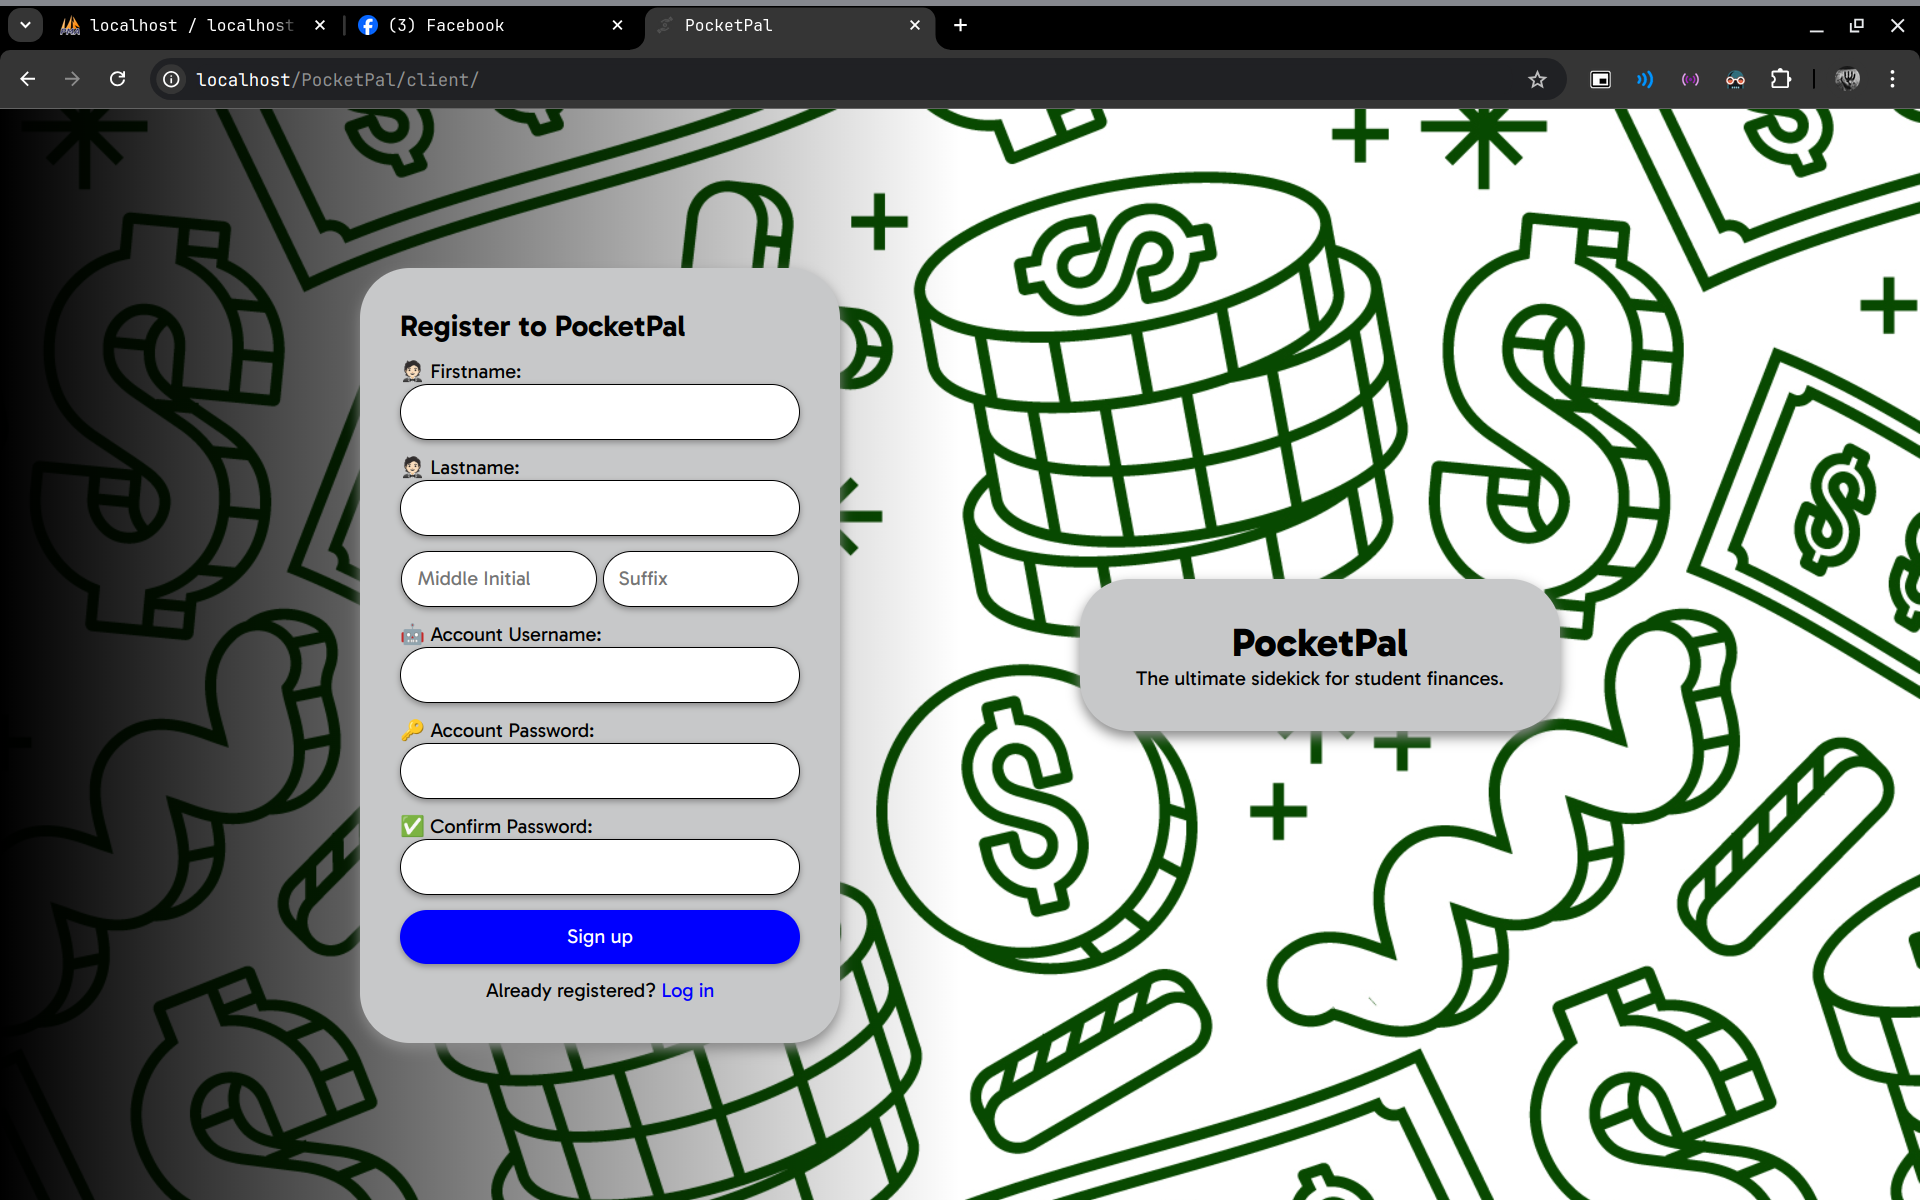 localhost / localhost
(3) Facebook
PocketPal
localhost/PocketPal/client/
Register to PocketPal
Firstname:
Lastname:
Middle Initial
Suffix
Account Username:
Account Password:
Confirm Password:
Sign up
Already registered? Log in
PocketPal
The ultimate sidekick for student finances.